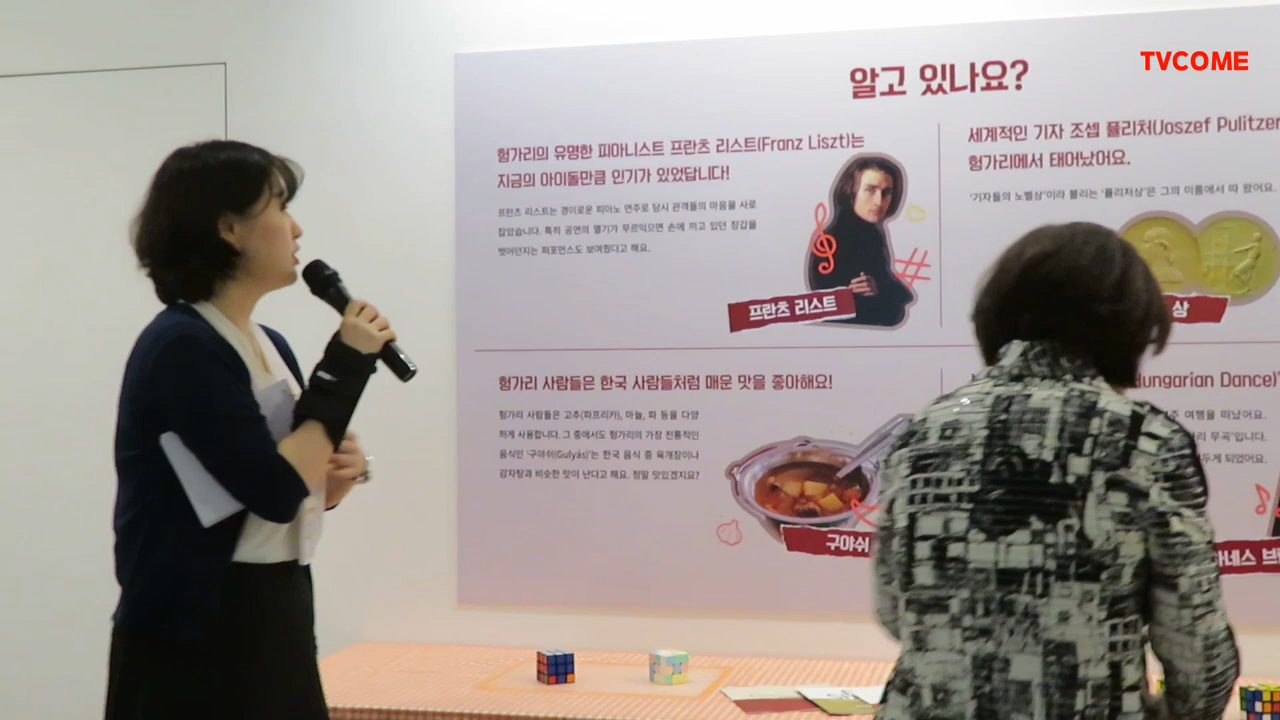 TVCOME
알고 있나요?
헝가리의 유명한 피아니스트 프란츠 리스트(Franz Liszt)는
지금의 아이돌만큼 인기가 있었답니다!
프란츠 리스트는 경이로운 피아노 연주로 당시 관객들의 마음을 사로
잡았습니다. 특히 공연의 열기가 무르익으면 손에 끼고 있던 장갑을
벗어던지는 퍼포먼스도 보여줬다고 해요.
프란츠 리스트
세계적인 기자 조셉 퓰리처(Joszef Pulitzer
헝가리에서 태어났어요.
'기자들의 노벨상'이라 불리는 '퓰리처상'은 그의 이름에서 따 왔어요.
상
헝가리 사람들은 한국 사람들처럼 매운 맛을 좋아해요!
헝가리 사람들은 고추(파프리카), 마늘, 파 등을 다양
하게 사용합니다. 그 중에서도 헝가리의 가장 전통적인
음식인 '구야쉬(Gulyás)'는 한국 음식 중 육개장이나
감자탕과 비슷한 맛이 난다고 해요. 정말 맛있겠지요?
구야쉬
Hungarian Dance)'
여행을 떠났어요.
무곡'입니다.
되었어요.